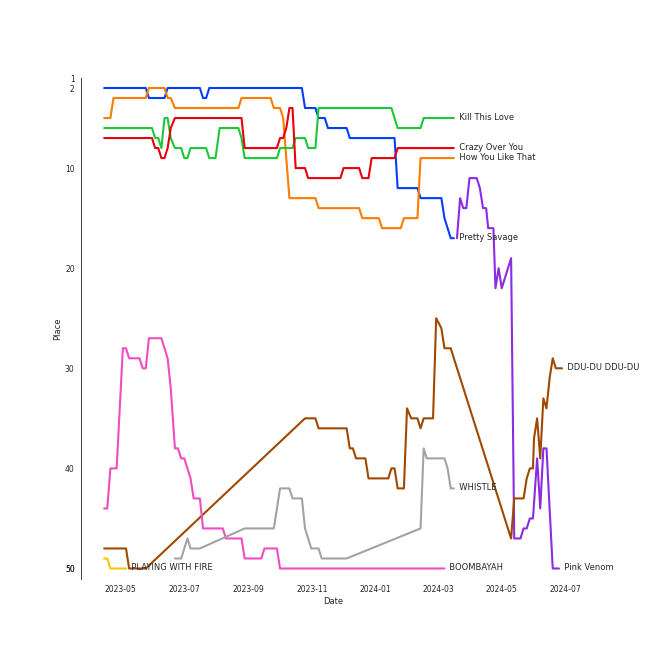 1
2
Kill This Love
Crazy Over You
How You Like That
10
Pretty Savage
20
Place
30
DDU-DU DDU-DU
40
WHISTLE
50
PLAYING WITH FIRE
BOOMBAYAH
Pink Venom
2023-05 2023-07 2023-09 2023-11 2024-01 2024-03 2024-05 2024-07
Date